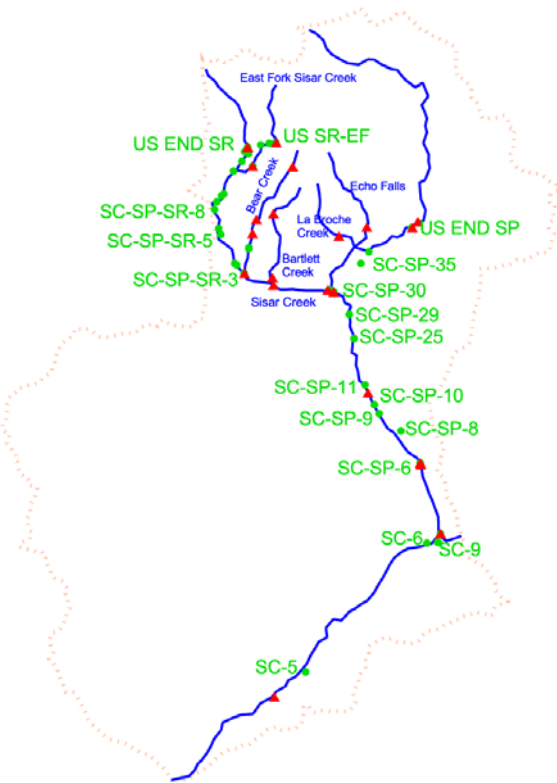 East Fork Sisar Creek
US END SR
US SR-EF
Bear Creek
Echo Falls
SC-SP-SR-8
La Broche
Creek
US END SP
SC-SP-SR-5
Bartlett
Creek
SC-SP-35
SC-SP-SR-3
Sisar Creek
SC-SP-30
SC-SP-29
SC-SP-25
SC-SP-11
SC-SP-10
SC-SP-9
SC-SP-8
SC-SP-6
SC-6
SC-9
SC-5